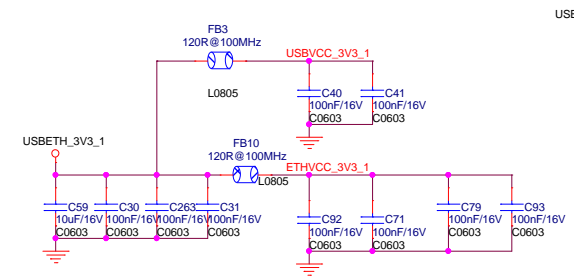 USB
FB3
120R@100MHz
USBVCC_3V3_1
L0805
C40
100nF/16V
C0603
C41
100nF/16V
C0603
USBETH_3V3_1
FB10
120R@100MHz
ETHVCC_3V3_1
L0805
C59
10uF/16V
C0603
C30
100nF/16V
C0603
C263
100nF/16V
C0603
C31
100nF/16V
C0603
C92
100nF/16V
C0603
C71
100nF/16V
C0603
C79
100nF/16V
C0603
C93
100nF/16V
C0603